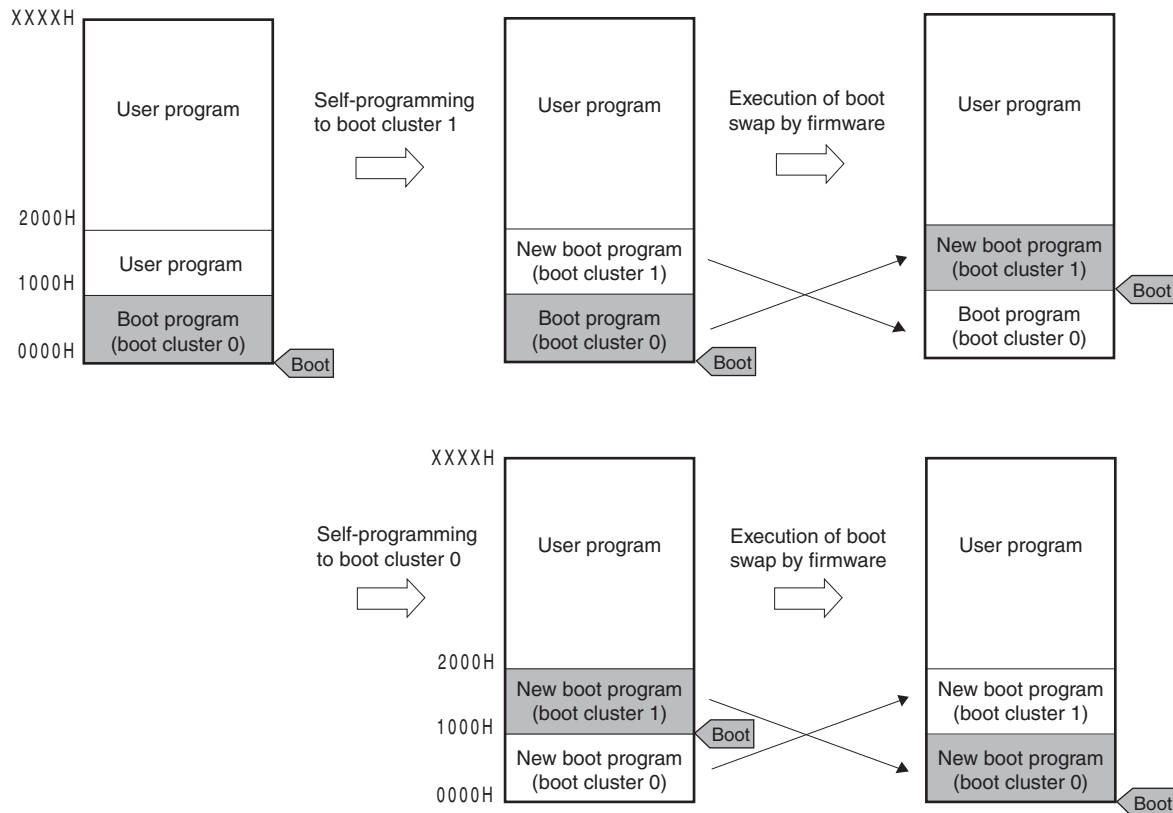 XXXXH
User program
2000H
User program
1000H
Boot program
(boot cluster 0)
0000H
Boot
Self-programming
to boot cluster 1
User program
New boot program
(boot cluster 1)
Boot program
(boot cluster 0)
Boot
Execution of boot
swap by firmware
User program
New boot program
(boot cluster 1)
Boot
Boot program
(boot cluster 0)
Self-programming
to boot cluster 0
XXXXH
User program
2000H
New boot program
(boot cluster 1)
1000H
Boot
New boot program
(boot cluster 0)
0000H
Execution of boot
swap by firmware
User program
New boot program
(boot cluster 1)
New boot program
(boot cluster 0)
Boot